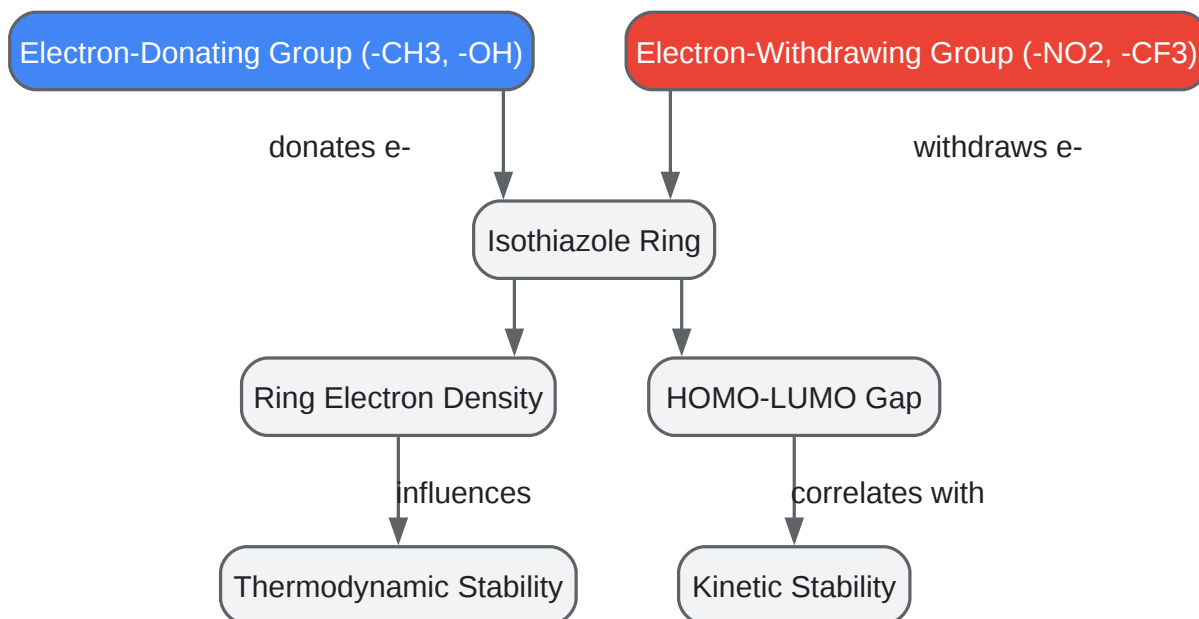 Electron-Donating Group (-CH3, -OH)
Electron-Withdrawing Group (-NO2, -CF3)
donates e-
withdraws e-
Isothiazole Ring
Ring Electron Density
HOMO-LUMO Gap
influences
correlates with
Thermodynamic Stability
Kinetic Stability